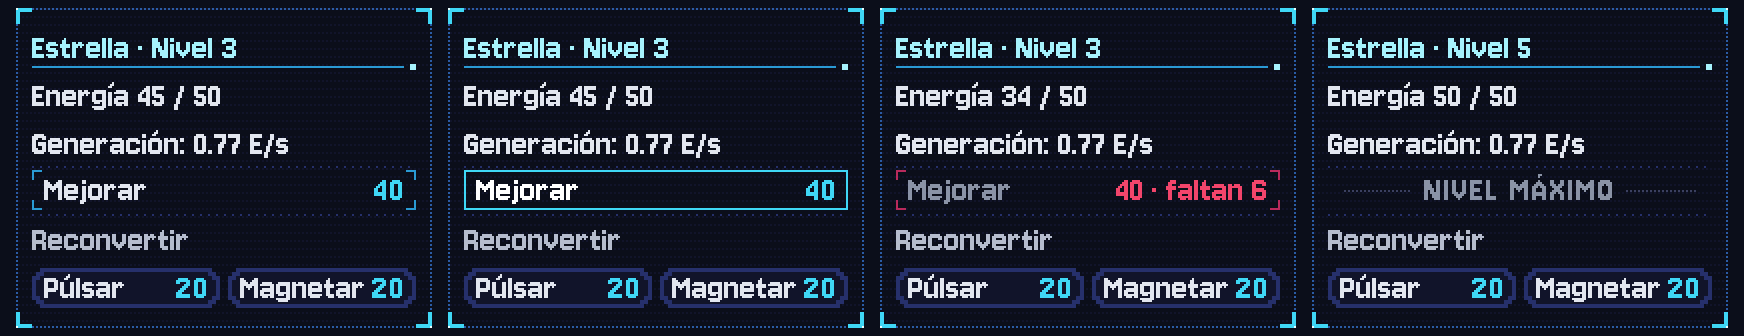 Estrella · Nivel 3
Energía 45 / 50
Generación: 0.77 E/s
Mejorar 40
Reconvertir
Púlsar 20 Magnetar 20
Estrella · Nivel 3
Energía 45 / 50
Generación: 0.77 E/s
Mejorar 40
Reconvertir
Púlsar 20 Magnetar 20
Estrella · Nivel 3
Energía 34 / 50
Generación: 0.77 E/s
Mejorar 40 · faltan 6
Reconvertir
Púlsar 20 Magnetar 20
Estrella · Nivel 5
Energía 50 / 50
Generación: 0.77 E/s
NIVEL MÁXIMO
Reconvertir
Púlsar 20 Magnetar 20